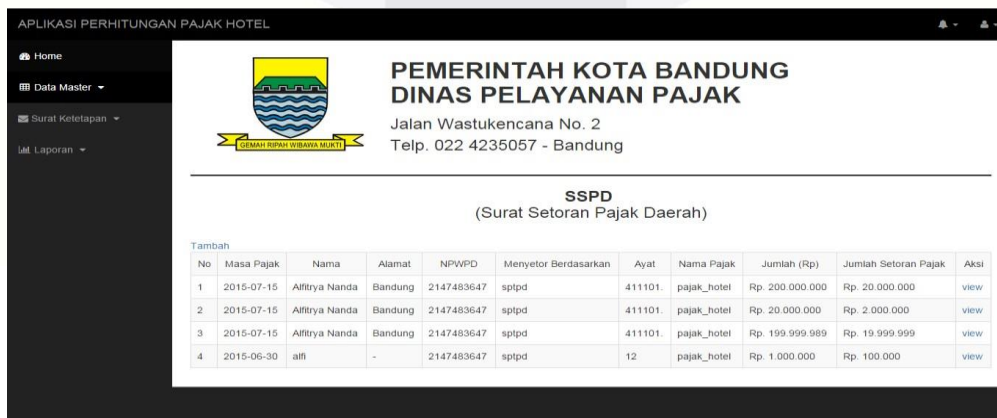 APLIKASI PERHITUNGAN PAJAK HOTEL
Home
Data Master
Surat Ketetapan
Laporan
GEMAH RIPAH WIBAWA MUKTI
PEMERINTAH KOTA BANDUNG
DINAS PELAYANAN PAJAK
Jalan Wastukencana No. 2
Telp. 022 4235057 - Bandung
SSPD
(Surat Setoran Pajak Daerah)
Tambah
No Masa Pajak Nama Alamat NPWPD Menyetor Berdasarkan Ayat Nama Pajak Jumlah (Rp) Jumlah Setoran Pajak Aksi
1 2015-07-15 Alfitrya Nanda Bandung 2147483647 sptpd 411101. pajak_hotel Rp. 200.000.000 Rp. 20.000.000 view
2 2015-07-15 Alfitrya Nanda Bandung 2147483647 sptpd 411101. pajak_hotel Rp. 20.000.000 Rp. 2.000.000 view
3 2015-07-15 Alfitrya Nanda Bandung 2147483647 sptpd 411101. pajak_hotel Rp. 199.999.989 Rp. 19.999.999 view
4 2015-06-30 alfi - 2147483647 sptpd 12 pajak_hotel Rp. 1.000.000 Rp. 100.000 view